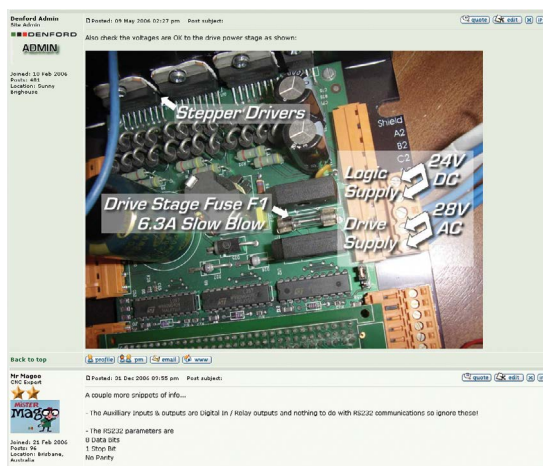 Denford Admin
Site Admin
DENFORD
ADMIN
Joined: 10 Feb 2006
Posts: 481
Location: Sunny
Brighouse
Posted: 09 May 2006 02:27 pm Post subject:
quote edit
Also check the voltages are OK to the drive power stage as shown:
Stepper Drivers
Shield
A2
B2
C2
Logic
Supply
24V
DC
Drive Stage Fuse F1
6.3A Slow Blow
Drive
Supply
28V
AC
Back to top
profile pm email www
Mr Magoo
CNC Expert
MISTER
MAGOO
Joined: 21 Feb 2006
Posts: 96
Location: Brisbane,
Australia
Posted: 31 Dec 2006 09:55 pm Post subject:
quote edit
A couple more snippets of info...
- The Auxilliary Inputs & outputs are Digital In / Relay outputs and nothing to do with RS232 communications so ignore these!
- The RS232 parameters are
8 Data Bits
1 Stop Bit
No Parity